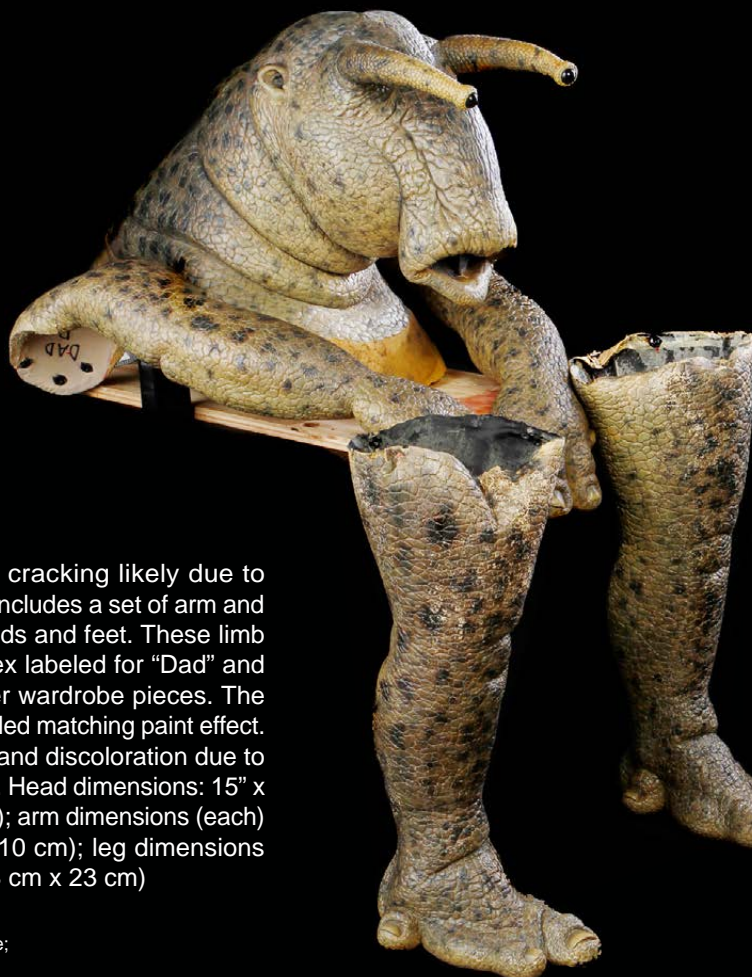 DAD
cracking likely due to
ncludes a set of arm and
ds and feet. These limb
ex labeled for “Dad” and
er wardrobe pieces. The
led matching paint effect.
and discoloration due to
. Head dimensions: 15” x
); arm dimensions (each)
10 cm); leg dimensions
cm x 23 cm)
e;